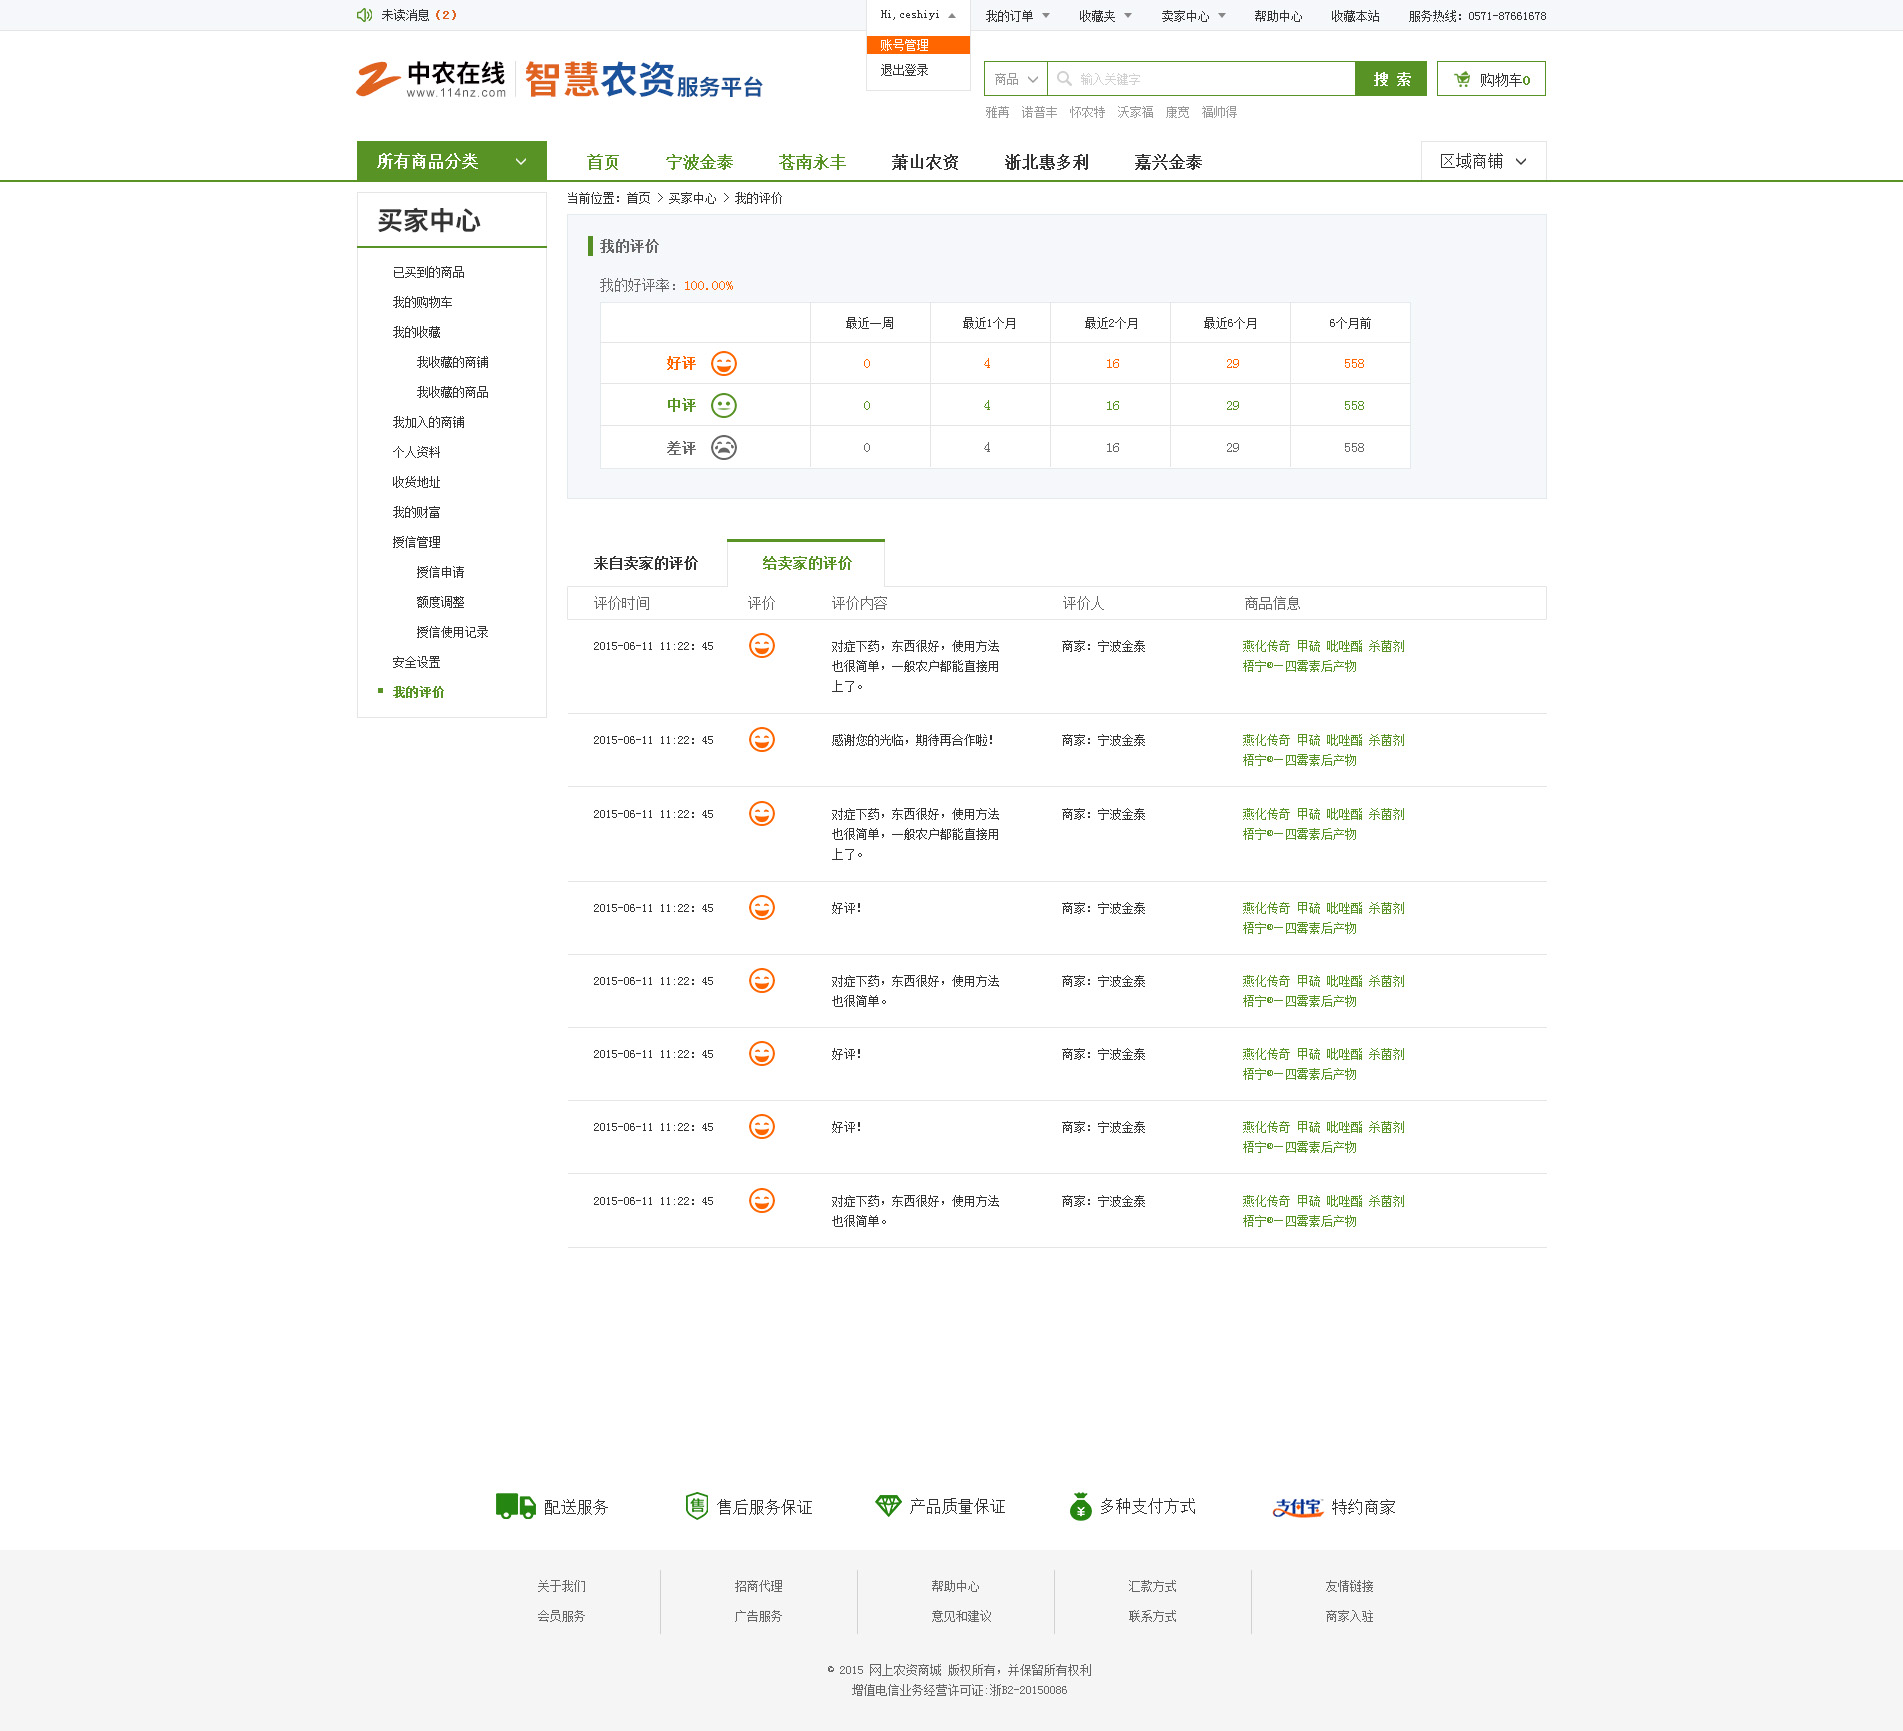 未读消息（2）
Hi, ceshiyi
我的订单
收藏夹
卖家中心
帮助中心
收藏本站
服务热线：0571-87661678
账号管理
退出登录
中农在线
www.114nz.com
智慧农资服务平台
商品
输入关键字
搜 索
购物车0
雅苒 诺普丰 怀农特 沃家福 康宽 福帅得
所有商品分类
首页
宁波金泰
苍南永丰
萧山农资
浙北惠多利
嘉兴金泰
区域商铺
买家中心
已买到的商品
我的购物车
我的收藏
我收藏的商铺
我收藏的商品
我加入的商铺
个人资料
收货地址
我的财富
授信管理
授信申请
额度调整
授信使用记录
安全设置
我的评价
当前位置：首页 > 买家中心 > 我的评价
我的评价
我的好评率：100.00%
最近一周 最近1个月 最近2个月 最近6个月 6个月前
好评 0 4 16 29 558
中评 0 4 16 29 558
差评 0 4 16 29 558
来自卖家的评价
给卖家的评价
评价时间 评价 评价内容 评价人 商品信息
2015-06-11 11:22：45 对症下药，东西很好，使用方法 商家：宁波金泰 燕化传奇 甲硫 吡唑酯 杀菌剂
也很简单，一般农户都能直接用 梧宁®—四霉素后产物
上了。
2015-06-11 11:22：45 感谢您的光临，期待再合作啦！ 商家：宁波金泰 燕化传奇 甲硫 吡唑酯 杀菌剂
梧宁®—四霉素后产物
2015-06-11 11:22：45 对症下药，东西很好，使用方法 商家：宁波金泰 燕化传奇 甲硫 吡唑酯 杀菌剂
也很简单，一般农户都能直接用 梧宁®—四霉素后产物
上了。
2015-06-11 11:22：45 好评！ 商家：宁波金泰 燕化传奇 甲硫 吡唑酯 杀菌剂
梧宁®—四霉素后产物
2015-06-11 11:22：45 对症下药，东西很好，使用方法 商家：宁波金泰 燕化传奇 甲硫 吡唑酯 杀菌剂
也很简单。 梧宁®—四霉素后产物
2015-06-11 11:22：45 好评！ 商家：宁波金泰 燕化传奇 甲硫 吡唑酯 杀菌剂
梧宁®—四霉素后产物
2015-06-11 11:22：45 好评！ 商家：宁波金泰 燕化传奇 甲硫 吡唑酯 杀菌剂
梧宁®—四霉素后产物
2015-06-11 11:22：45 对症下药，东西很好，使用方法 商家：宁波金泰 燕化传奇 甲硫 吡唑酯 杀菌剂
也很简单。 梧宁®—四霉素后产物
配送服务
售 售后服务保证
产品质量保证
¥ 多种支付方式
支付宝 特约商家
关于我们 招商代理 帮助中心 汇款方式 友情链接
会员服务 广告服务 意见和建议 联系方式 商家入驻
© 2015 网上农资商城 版权所有，并保留所有权利
增值电信业务经营许可证:浙B2-20150086